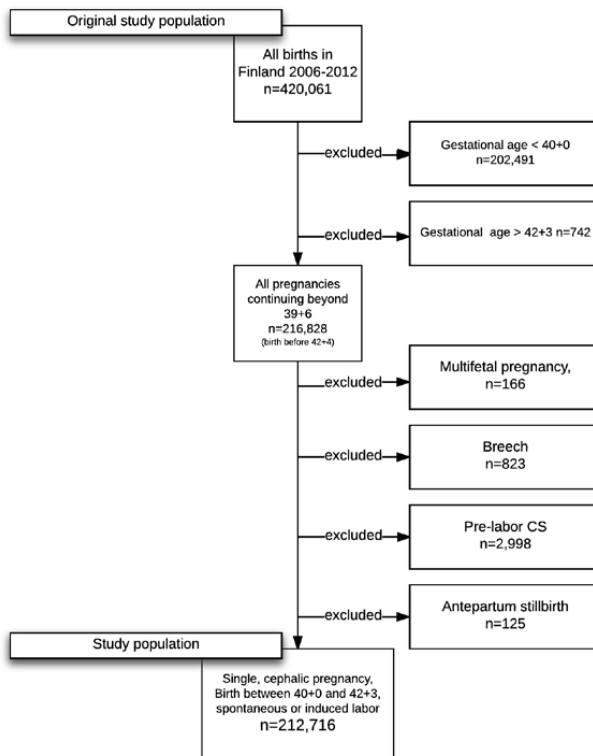 Original study population
All births in
Finland 2006-2012
n=420,061
excluded
Gestational age < 40+0
n=202,491
excluded
Gestational age > 42+3 n=742
All pregnancies
continuing beyond
39+6
n=216,828
(birth before 42+4)
excluded
Multifetal pregnancy,
n=166
excluded
Breech
n=823
excluded
Pre-labor CS
n=2,998
excluded
Antepartum stillbirth
n=125
Study population
Single, cephalic pregnancy,
Birth between 40+0 and 42+3,
spontaneous or induced labor
n=212,716